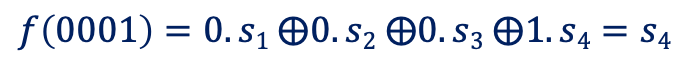 f(0001) = 0.s₁ ⊕0.s₂ ⊕0.s₃ ⊕1.s₄ = s₄